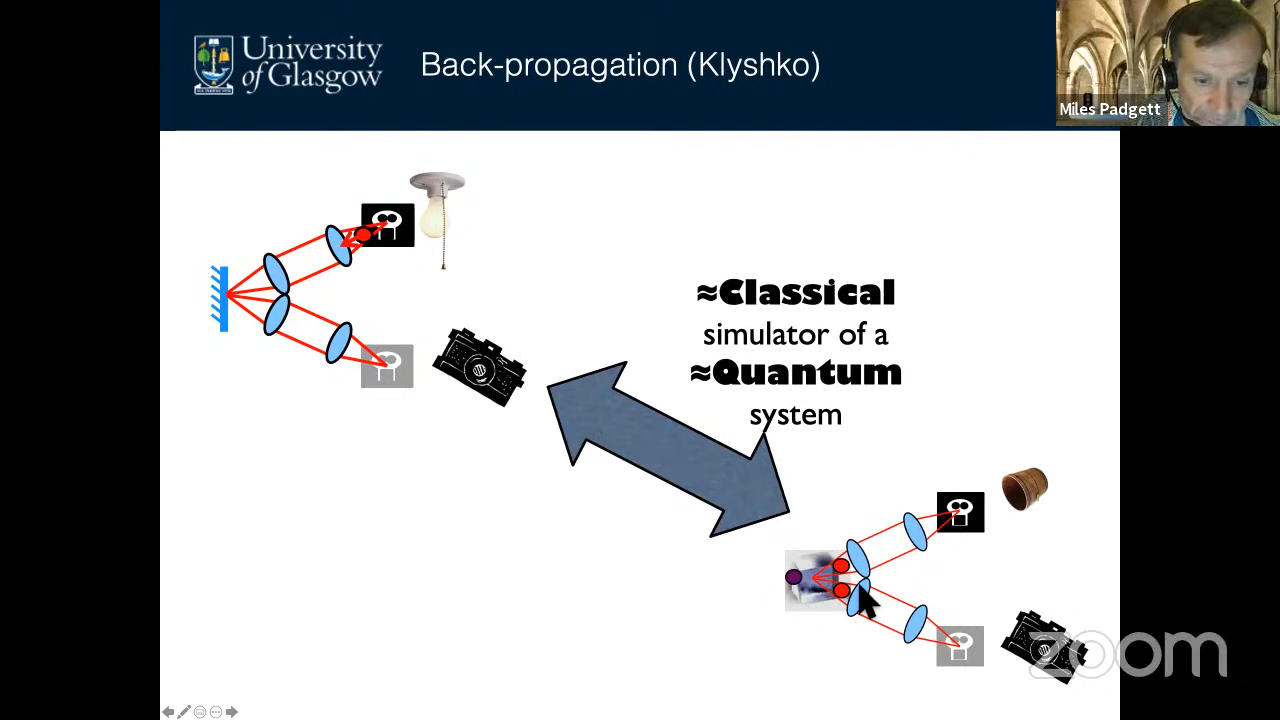 University
of Glasgow
Back-propagation (Klyshko)
Miles Padgett
≈Classical
simulator of a
≈Quantum
system
zoom